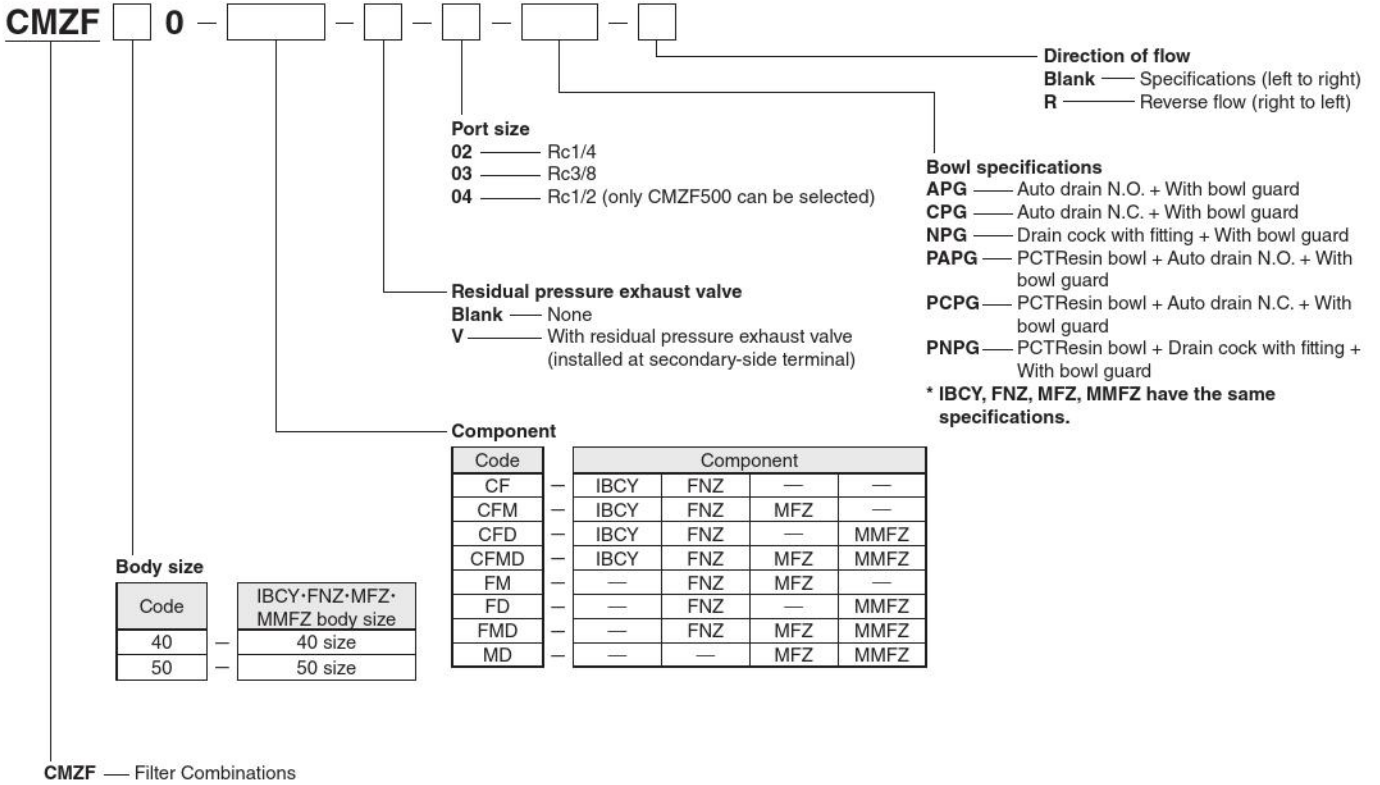 CMZF 0 – – – – –
Direction of flow
Blank — Specifications (left to right)
R — Reverse flow (right to left)
Port size
02 — Rc1/4
03 — Rc3/8
04 — Rc1/2 (only CMZF500 can be selected)
Bowl specifications
APG — Auto drain N.O. + With bowl guard
CPG — Auto drain N.C. + With bowl guard
NPG — Drain cock with fitting + With bowl guard
PAPG — PCTResin bowl + Auto drain N.O. + With
bowl guard
PCPG — PCTResin bowl + Auto drain N.C. + With
bowl guard
PNPG — PCTResin bowl + Drain cock with fitting +
With bowl guard
* IBCY, FNZ, MFZ, MMFZ have the same
specifications.
Residual pressure exhaust valve
Blank — None
V — With residual pressure exhaust valve
(installed at secondary-side terminal)
Component
Code Component
CF – IBCY FNZ — —
CFM – IBCY FNZ MFZ —
CFD – IBCY FNZ — MMFZ
CFMD – IBCY FNZ MFZ MMFZ
FM – — FNZ MFZ —
FD – — FNZ — MMFZ
FMD – — FNZ MFZ MMFZ
MD – — — MFZ MMFZ
Body size
Code IBCY·FNZ·MFZ·
MMFZ body size
40 – 40 size
50 – 50 size
CMZF — Filter Combinations